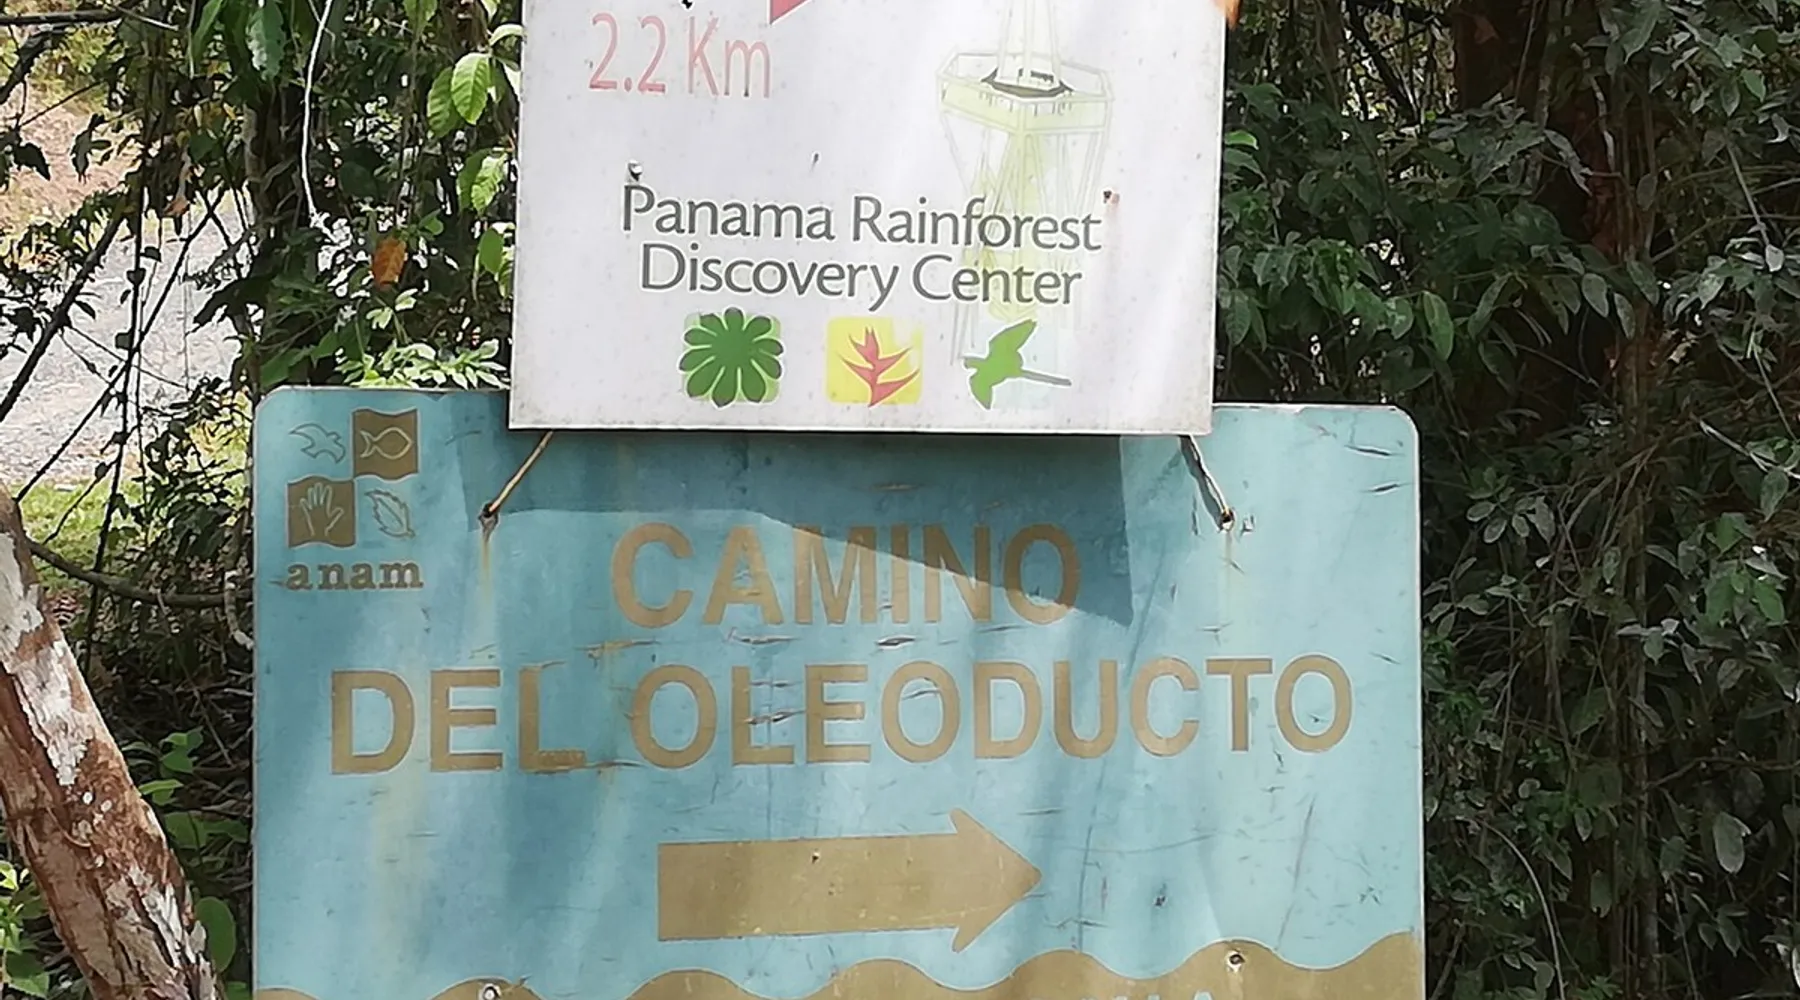 2.2 Km
Panama Rainforest
Discovery Center
anam
CAMINO
DEL OLEODUCTO